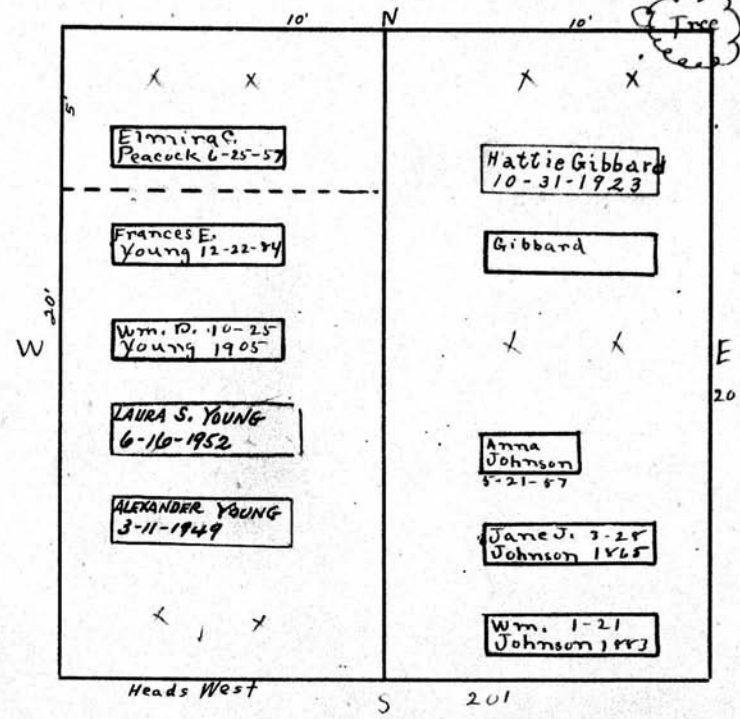 10'
N
10'
Tree
5'
Elmira C.
Peacock 6-25-57
Hattie Gibbard
10-31-1923
Frances E.
Young 12-22-84
Gibbard
20'
W
Wm. D. 10-25
Young 1905
E
20
LAURA S. YOUNG
6-16-1952
Anna
Johnson
5-21-57
ALEXANDER YOUNG
3-11-1949
Jane J. 3-28
Johnson 1865
Wm. 1-21
Johnson 1883
Heads West
S
20'